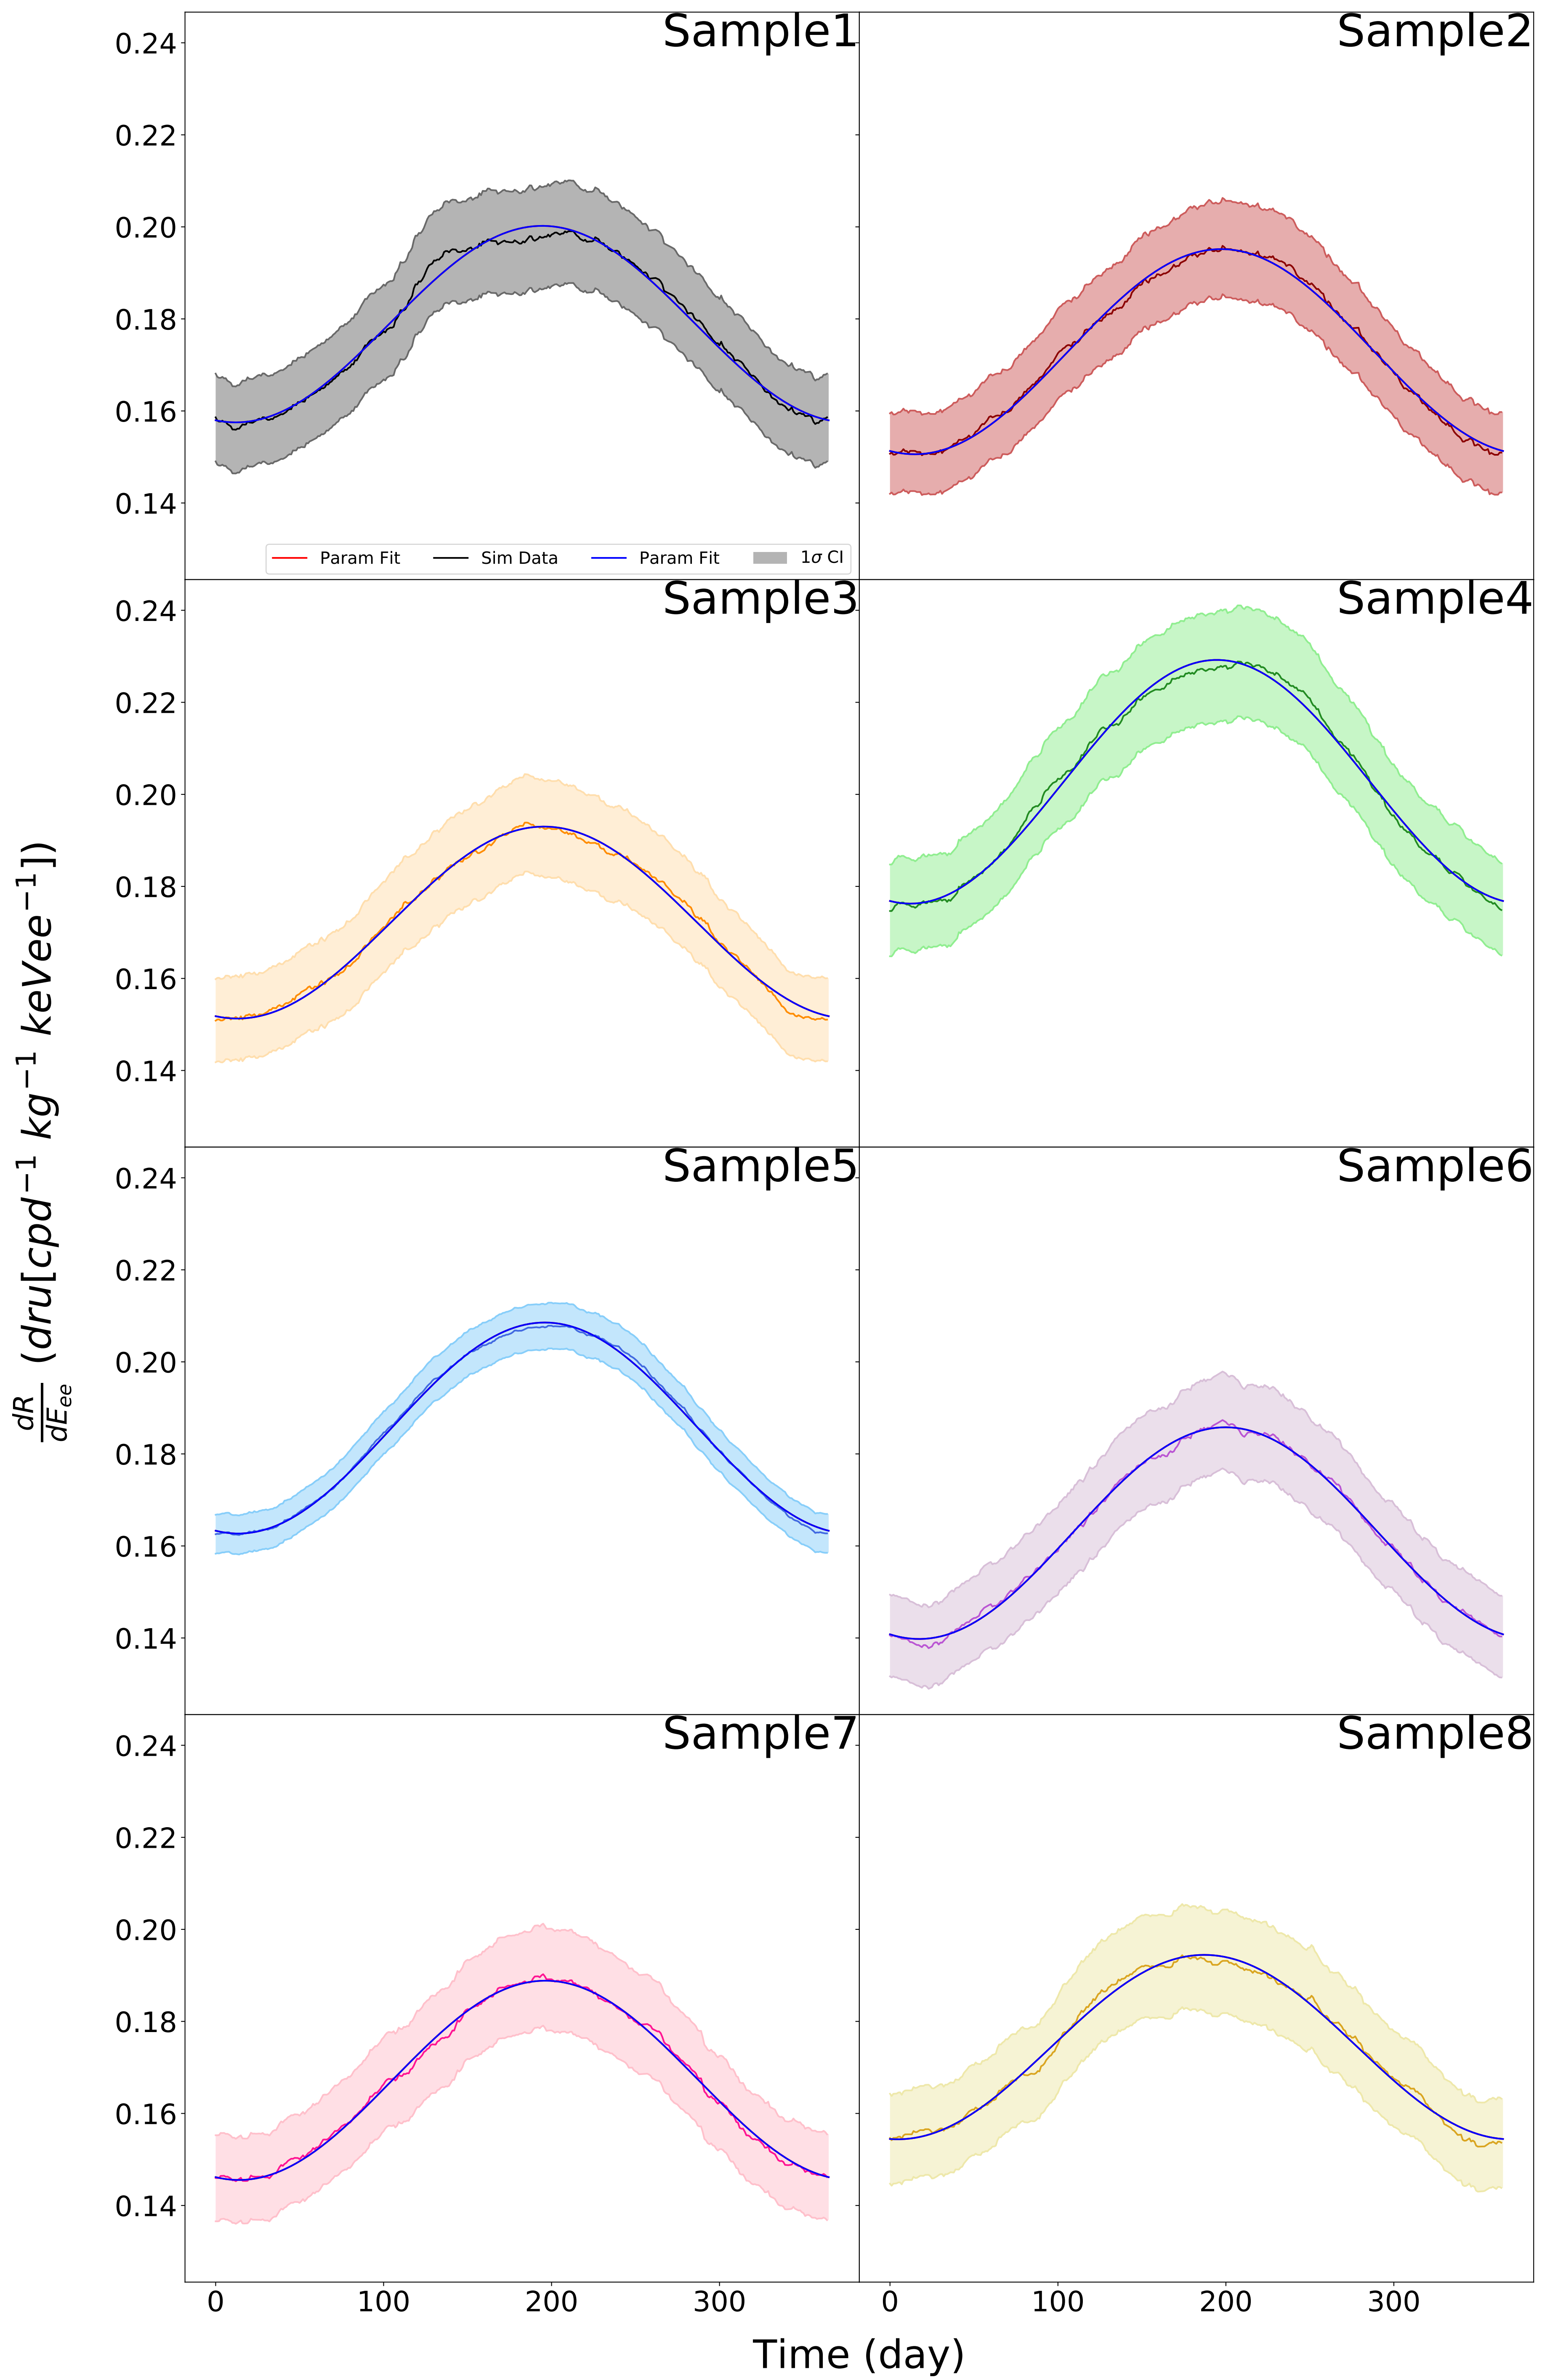 Sample1
Sample2
0.24
0.22
0.20
0.18
0.16
0.14
Param Fit Sim Data Param Fit 1σ CI
Sample3
Sample4
0.24
0.22
0.20
0.18
0.16
0.14
Sample5
Sample6
0.24
0.22
0.20
0.18
0.16
0.14
Sample7
Sample8
0.24
0.22
0.20
0.18
0.16
0.14
0 100 200 300
0 100 200 300
Time (day)
dR/dE_ee (dru[cpd⁻¹ kg⁻¹ keVee⁻¹])